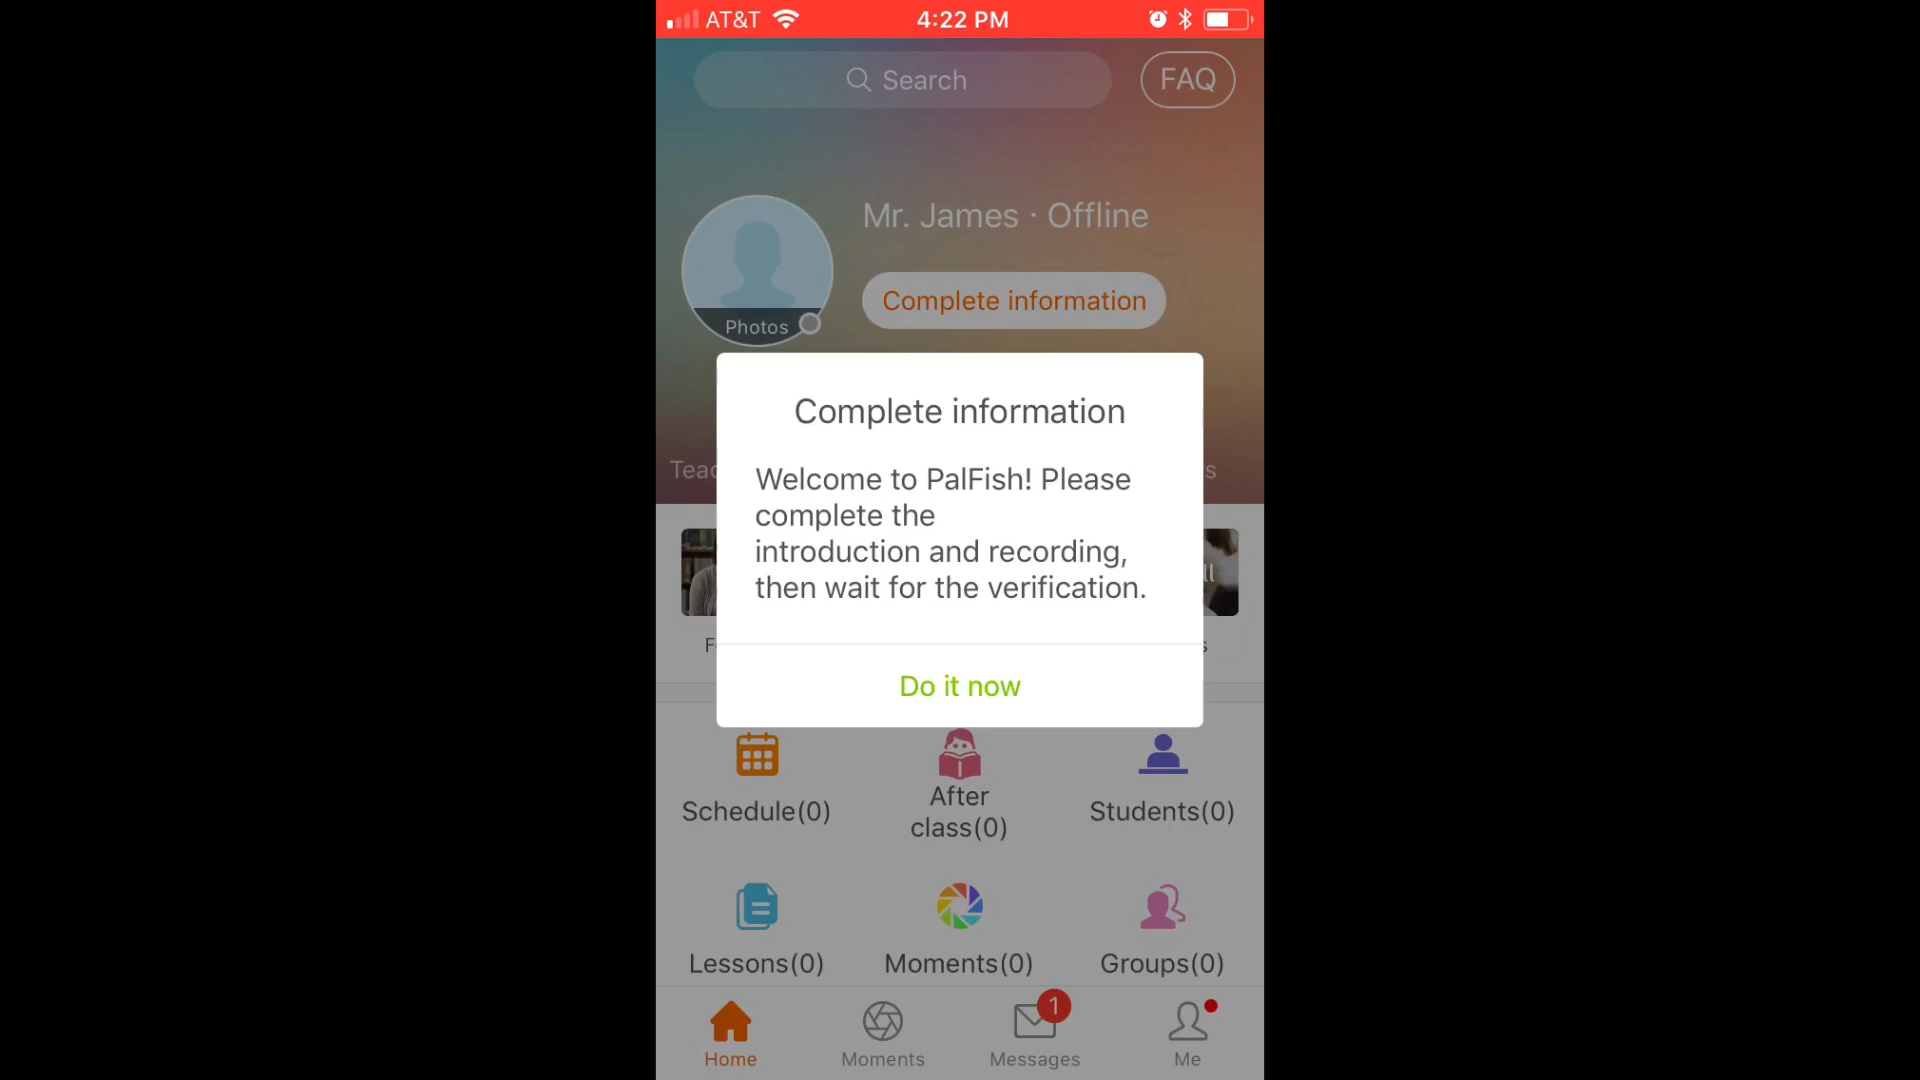 AT&T 4:22 PM
Search FAQ
Mr. James · Offline
Complete information
Photos
Complete information
Welcome to PalFish! Please
complete the
introduction and recording,
then wait for the verification.
Do it now
Schedule(0) After class(0) Students(0)
Lessons(0) Moments(0) Groups(0)
Home Moments Messages 1 Me